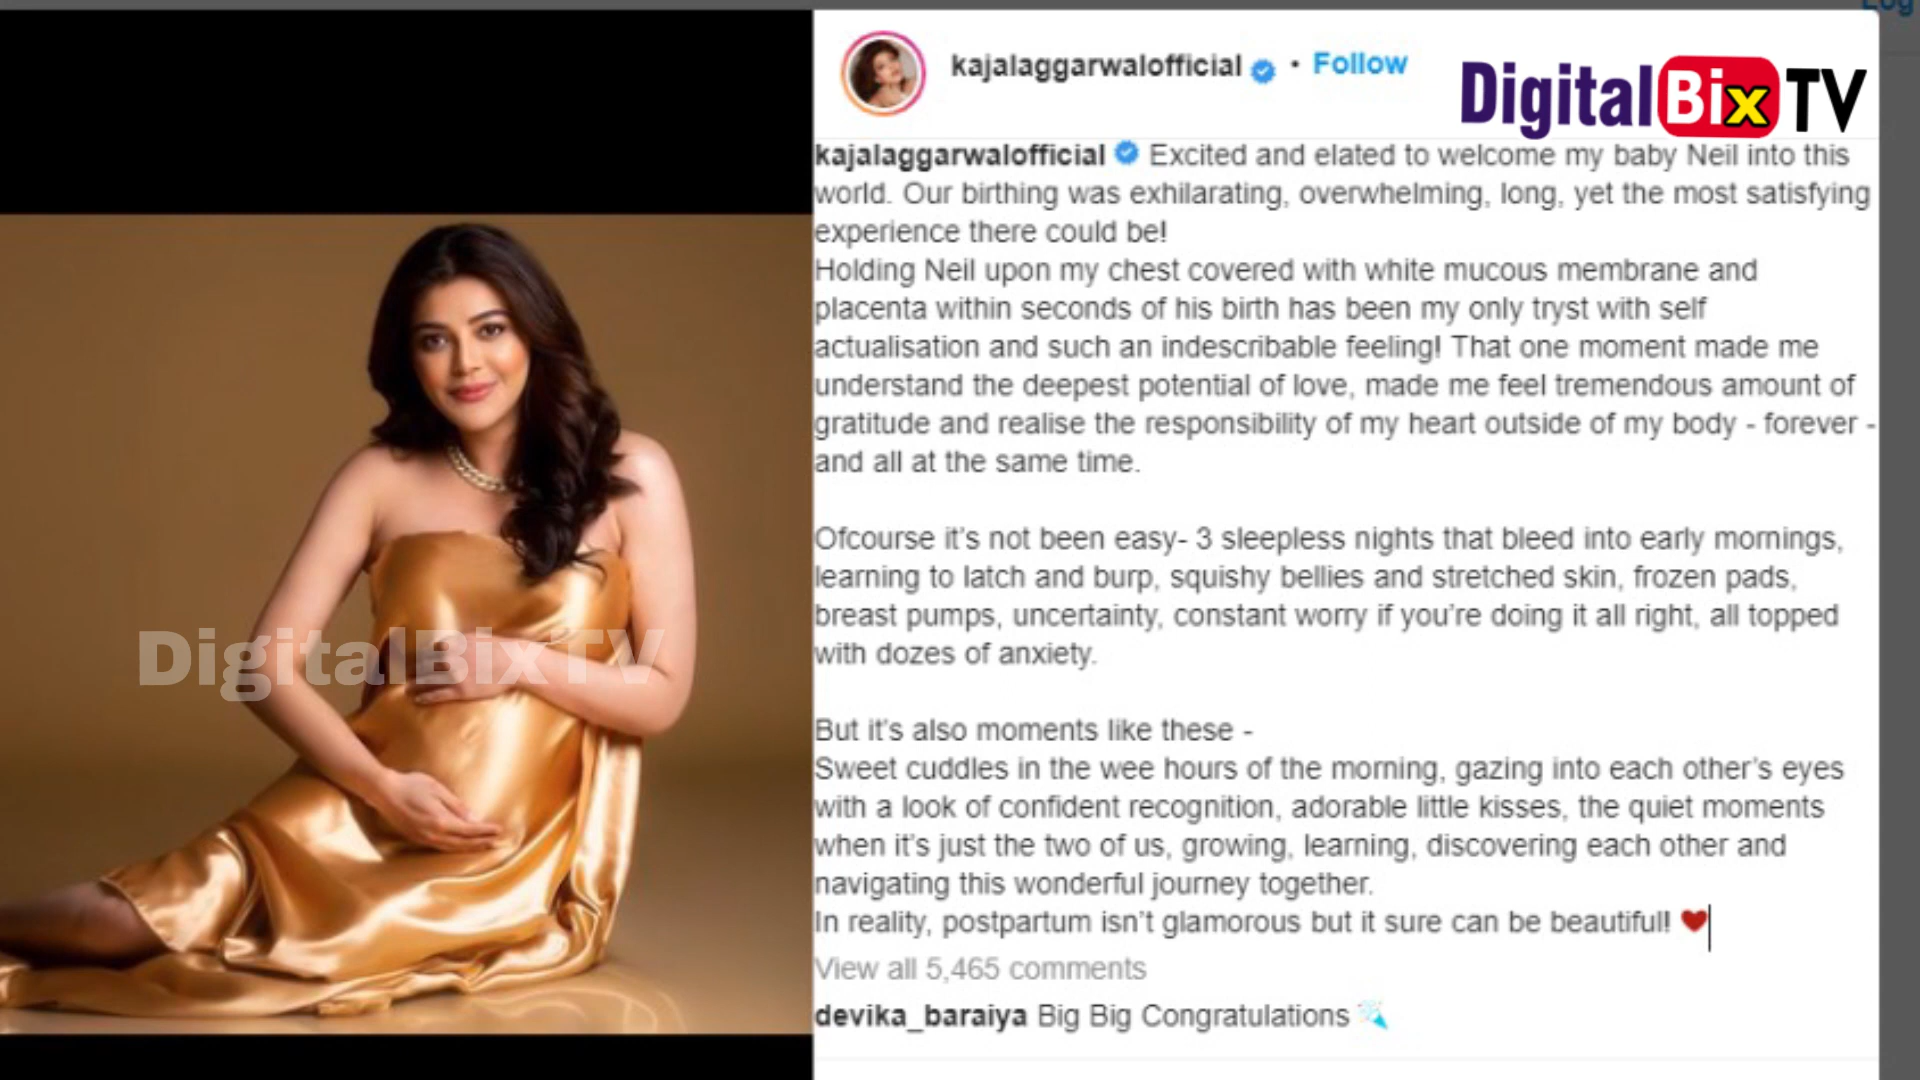 Log
kajalaggarwalofficial • Follow
DigitalBixTV
kajalaggarwalofficial Excited and elated to welcome my baby Neil into this
world. Our birthing was exhilarating, overwhelming, long, yet the most satisfying
experience there could be!
Holding Neil upon my chest covered with white mucous membrane and
placenta within seconds of his birth has been my only tryst with self
actualisation and such an indescribable feeling! That one moment made me
understand the deepest potential of love, made me feel tremendous amount of
gratitude and realise the responsibility of my heart outside of my body - forever -
and all at the same time.
Ofcourse it's not been easy- 3 sleepless nights that bleed into early mornings,
learning to latch and burp, squishy bellies and stretched skin, frozen pads,
breast pumps, uncertainty, constant worry if you're doing it all right, all topped
with dozes of anxiety.
But it's also moments like these -
Sweet cuddles in the wee hours of the morning, gazing into each other's eyes
with a look of confident recognition, adorable little kisses, the quiet moments
when it's just the two of us, growing, learning, discovering each other and
navigating this wonderful journey together.
In reality, postpartum isn't glamorous but it sure can be beautiful! ❤
View all 5,465 comments
devika_baraiya Big Big Congratulations 🎉
DigitalBixTV